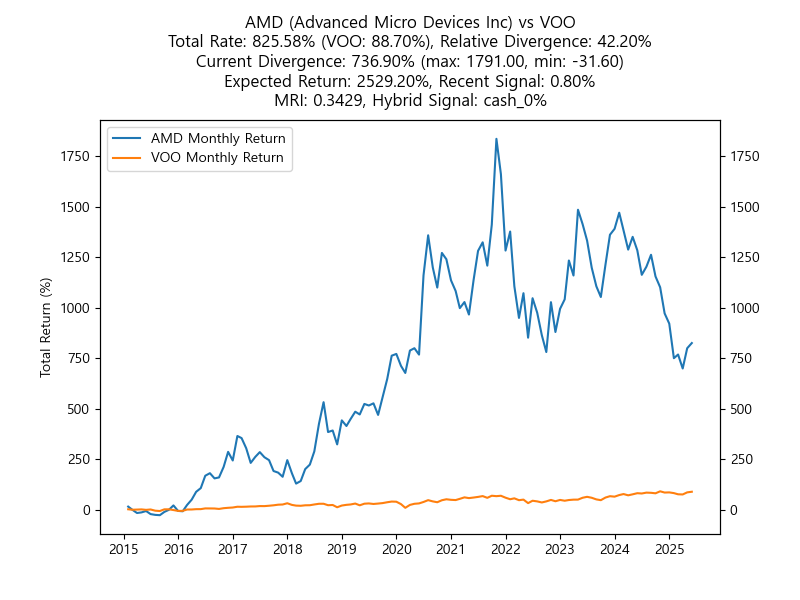 AMD (Advanced Micro Devices Inc) vs VOO
Total Rate: 825.58% (VOO: 88.70%), Relative Divergence: 42.20%
Current Divergence: 736.90% (max: 1791.00, min: -31.60)
Expected Return: 2529.20%, Recent Signal: 0.80%
MRI: 0.3429, Hybrid Signal: cash_0%
AMD Monthly Return
VOO Monthly Return
Total Return (%)
1750
1500
1250
1000
750
500
250
0
1750
1500
1250
1000
750
500
250
0
2015 2016 2017 2018 2019 2020 2021 2022 2023 2024 2025